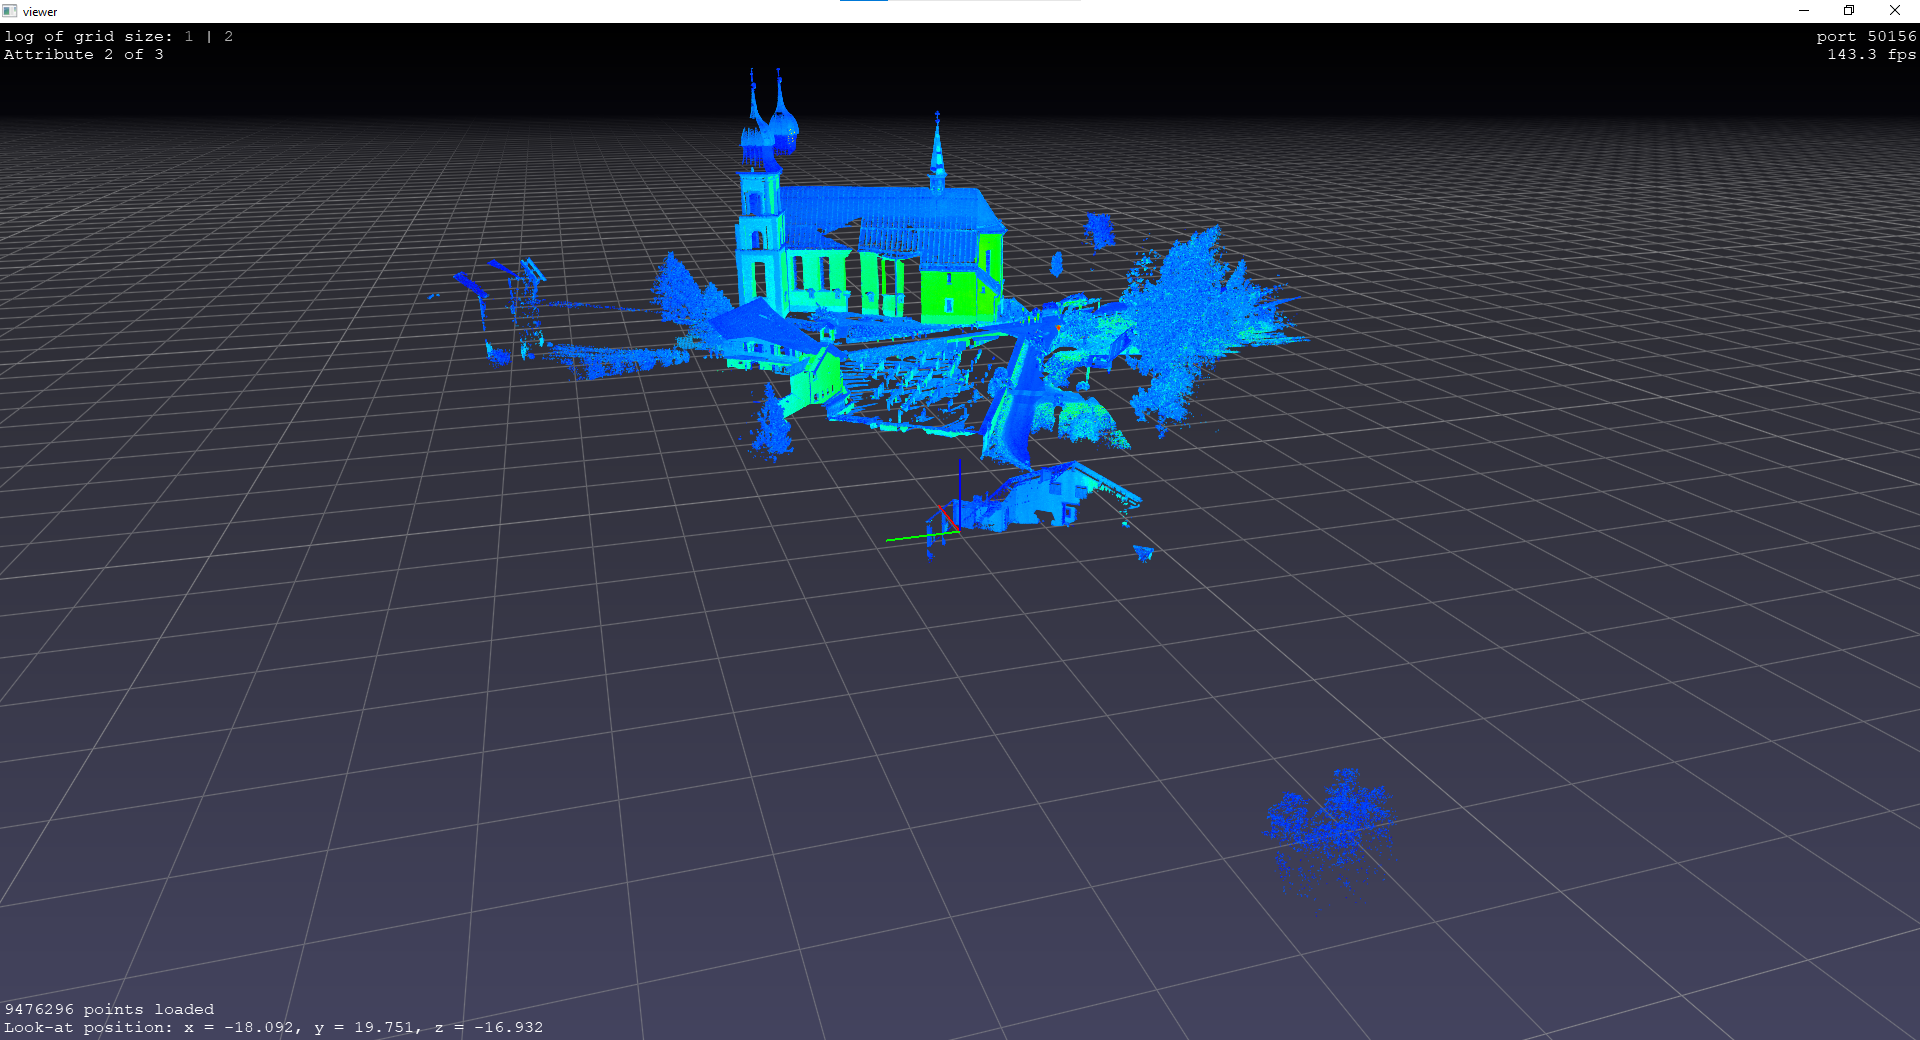 viewer
log of grid size: 1 | 2
port 50156
Attribute 2 of 3
143.3 fps
9476296 points loaded
Look-at position: x = -18.092, y = 19.751, z = -16.932